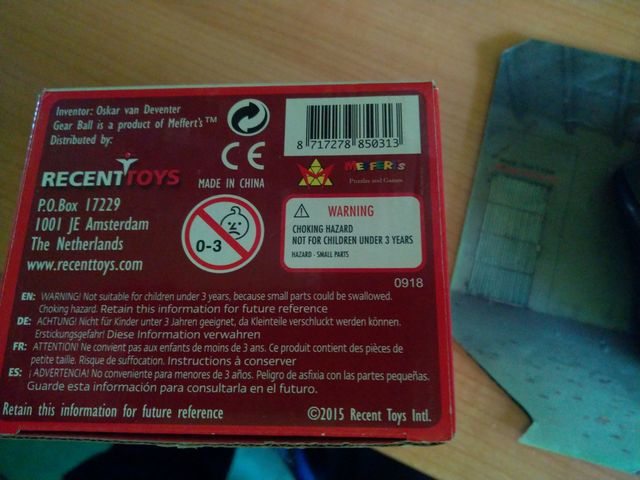 Inventor: Oskar van Deventer
Gear Ball is a product of Meffert's™
Distributed by:
RECENTTOYS
P.O.Box 17229
1001 JE Amsterdam
The Netherlands
www.recenttoys.com
CE
MADE IN CHINA
0-3
8 717278 850313
MEFFERTS
Puzzles and Games
WARNING
CHOKING HAZARD
NOT FOR CHILDREN UNDER 3 YEARS
HAZARD - SMALL PARTS
0918
EN: WARNING! Not suitable for children under 3 years, because small parts could be swallowed.
Choking hazard. Retain this information for future reference
DE: ACHTUNG! Nicht für Kinder unter 3 Jahren geeignet, da Kleinteile verschluckt werden können.
Erstickungsgefahr! Diese Information verwahren
FR: ATTENTION! Ne convient pas aux enfants de moins de 3 ans. Ce produit contient des pièces de
petite taille. Risque de suffocation. Instructions à conserver
ES: ¡ADVERTENCIA! No conveniente para menores de 3 años. Peligro de asfixia con las partes pequeñas.
Guarde esta información para consultarla en el futuro.
Retain this information for future reference
©2015 Recent Toys Intl.